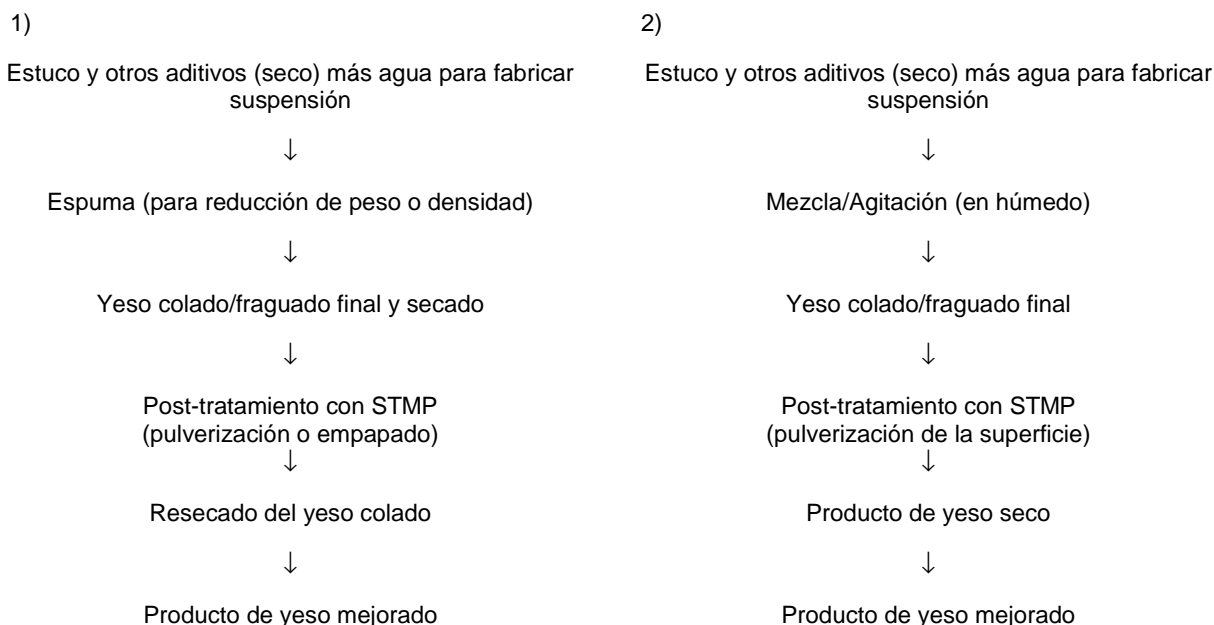 1)
Estuco y otros aditivos (seco) más agua para fabricar
suspensión
↓
Espuma (para reducción de peso o densidad)
↓
Yeso colado/fraguado final y secado
↓
Post-tratamiento con STMP
(pulverización o empapado)
↓
Resecado del yeso colado
↓
Producto de yeso mejorado
2)
Estuco y otros aditivos (seco) más agua para fabricar
suspensión
↓
Mezcla/Agitación (en húmedo)
↓
Yeso colado/fraguado final
↓
Post-tratamiento con STMP
(pulverización de la superficie)
↓
Producto de yeso seco
↓
Producto de yeso mejorado